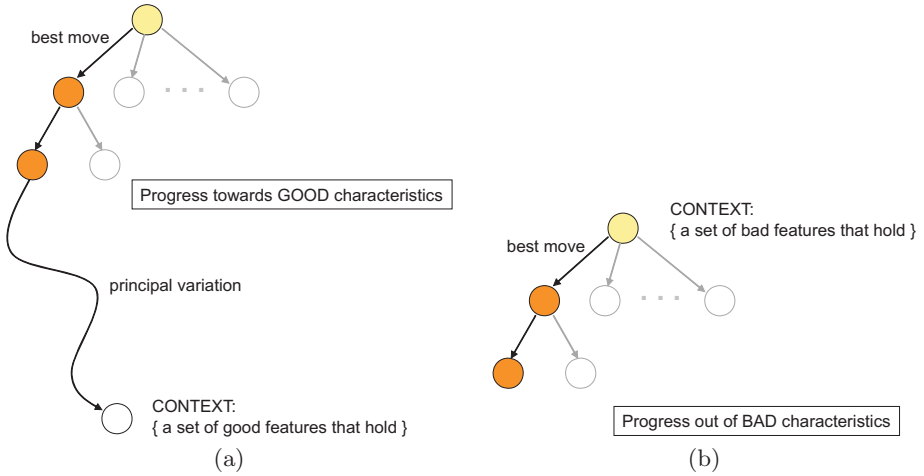 best move
Progress towards GOOD characteristics
principal variation
CONTEXT:
{ a set of good features that hold }
(a)
CONTEXT:
{ a set of bad features that hold }
best move
Progress out of BAD characteristics
(b)